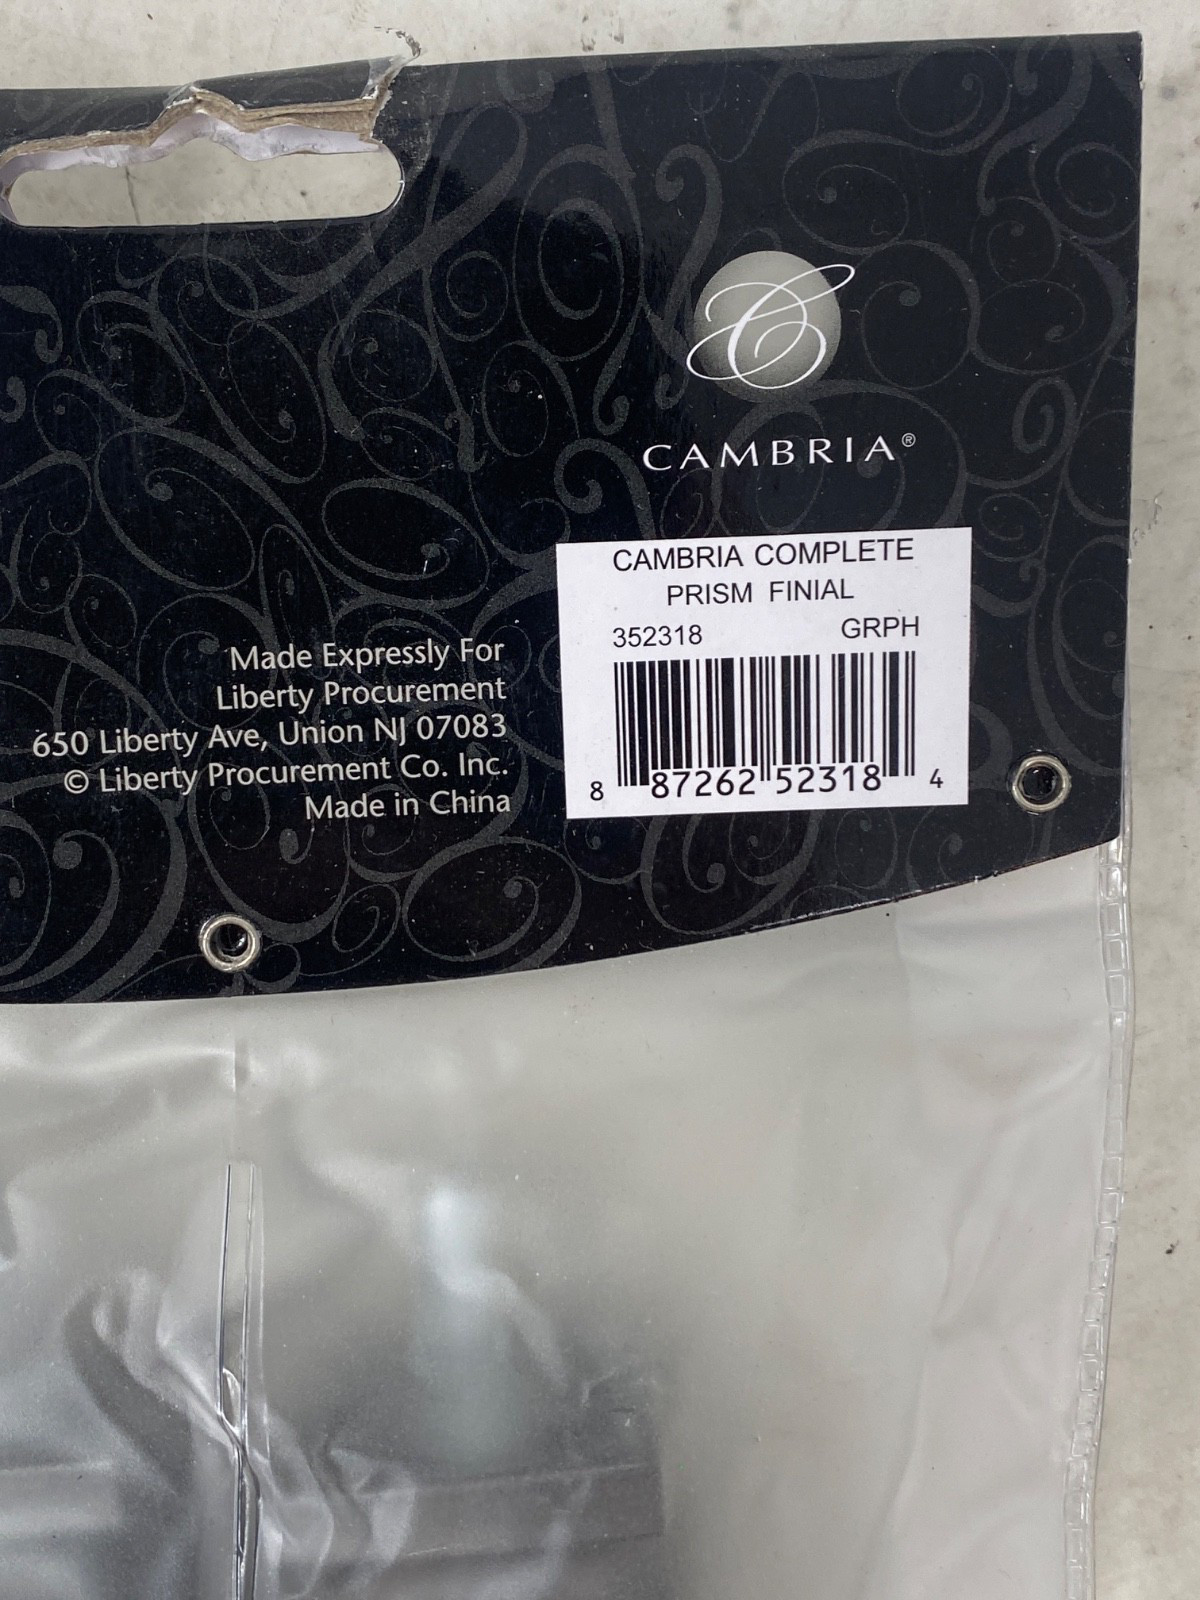 C
CAMBRIA®
CAMBRIA COMPLETE
PRISM FINIAL
352318 GRPH
8 87262 52318 4
Made Expressly For
Liberty Procurement
650 Liberty Ave, Union NJ 07083
© Liberty Procurement Co. Inc.
Made in China